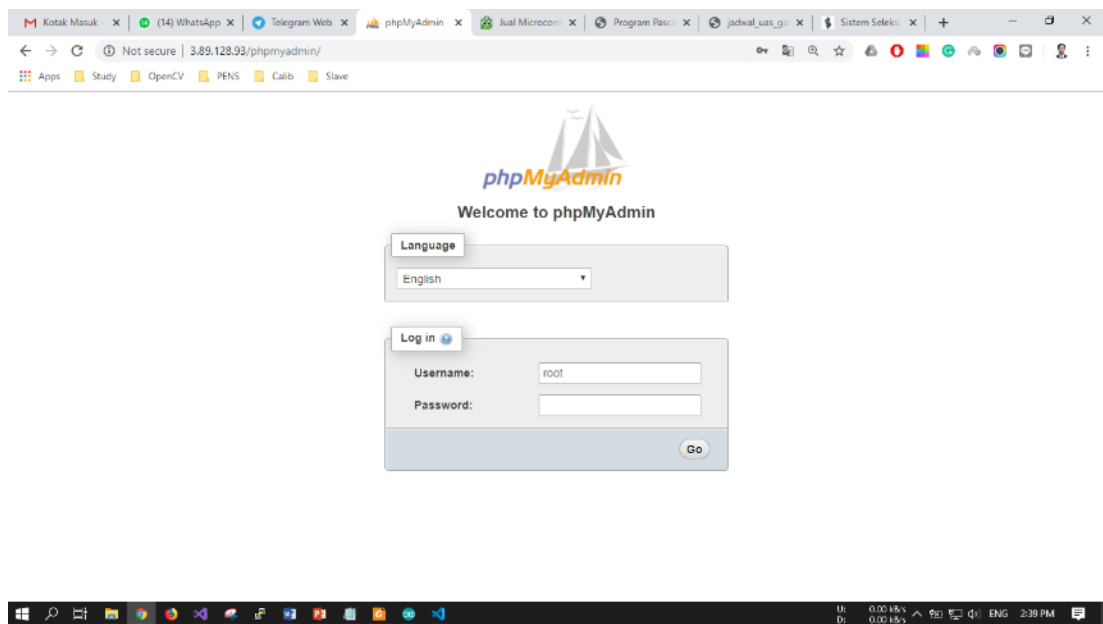 Kotak Masuk -
(14) WhatsApp
Telegram Web
phpMyAdmin
Jual Microcont
Program Pasca
jadwal_uas_ga
Sistem Seleksi
Not secure | 3.89.128.93/phpmyadmin/
Apps
Study
OpenCV
PENS
Calib
Slave
phpMyAdmin
Welcome to phpMyAdmin
Language
English
Log in
Username:
root
Password:
Go
U: 0.00 kB/s
D: 0.00 kB/s
ENG
2:39 PM